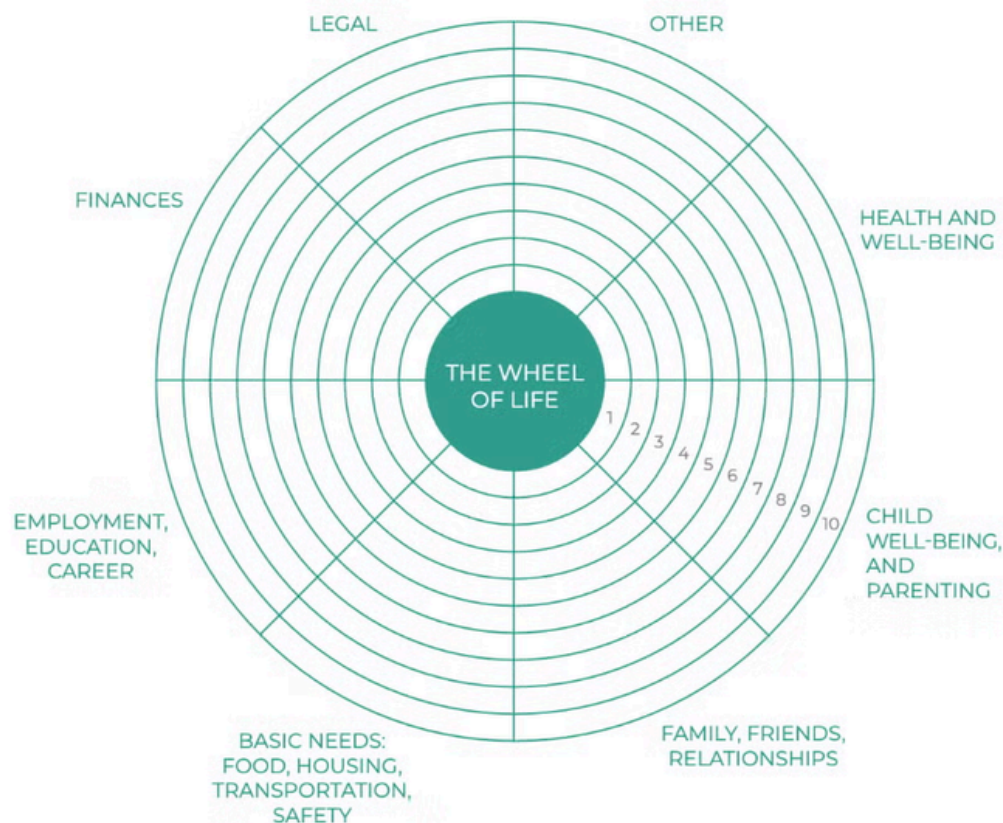 LEGAL
OTHER
FINANCES
HEALTH AND
WELL-BEING
THE WHEEL
OF LIFE
1
2
3
4
5
6
7
8
9
10
EMPLOYMENT,
EDUCATION,
CAREER
CHILD
WELL-BEING,
AND
PARENTING
BASIC NEEDS:
FOOD, HOUSING,
TRANSPORTATION,
SAFETY
FAMILY, FRIENDS,
RELATIONSHIPS